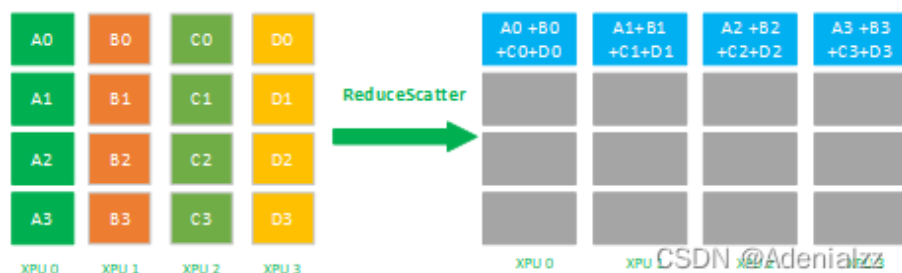 A0 B0 C0 D0
A0 +B0 A1+B1 A2 +B2 A3 +B3
+C0+D0 +C1+D1 +C2+D2 +C3+D3
A1 B1 C1 D1
ReduceScatter
A2 B2 C2 D2
A3 B3 C3 D3
XPU 0 XPU 1 XPU 2 XPU 3
XPU 0 XPU
CSDN @Adenialzz